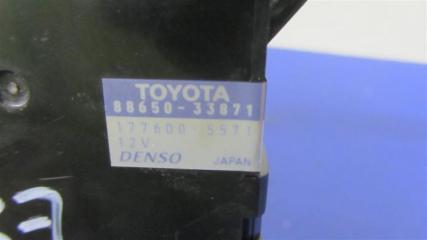 TOYOTA
88650-33871
177600-5571
12V
DENSO JAPAN